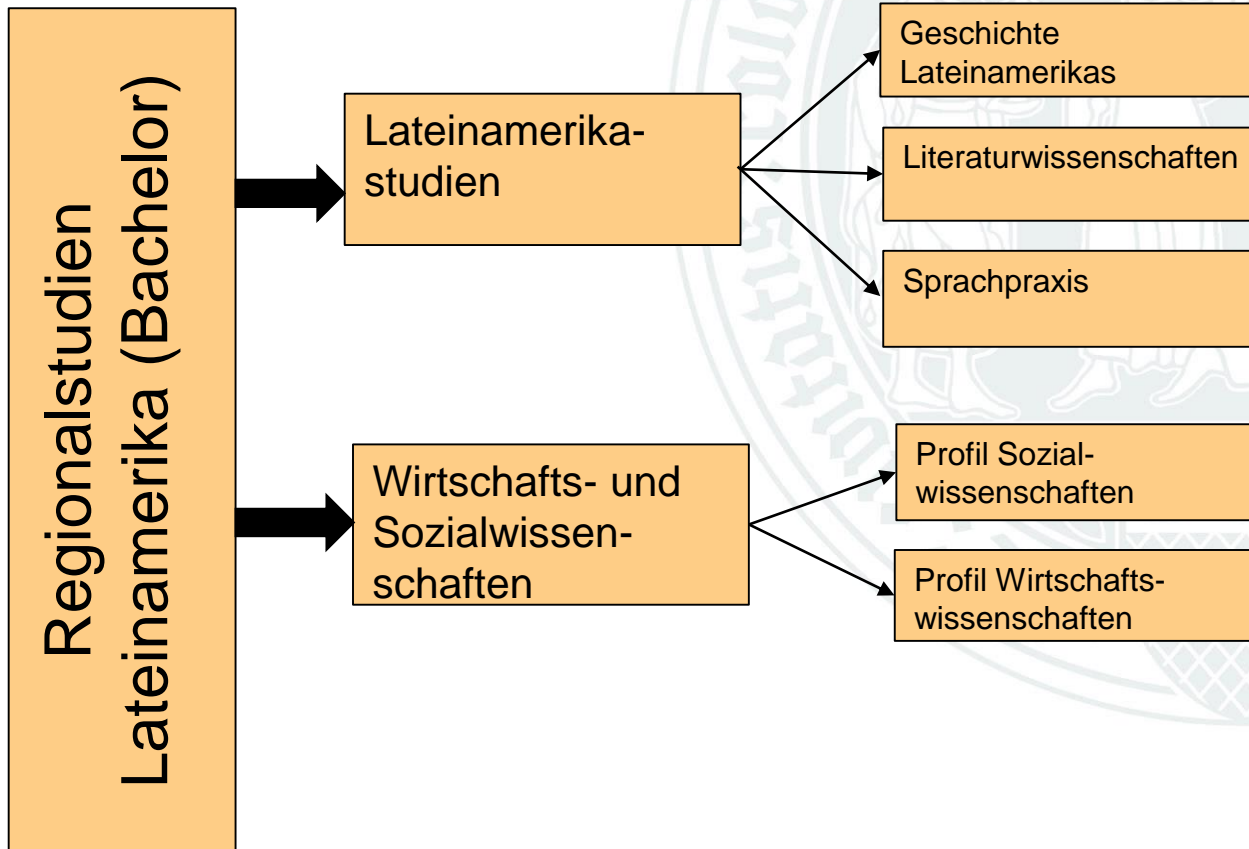 Regionalstudien
Lateinamerika (Bachelor)
Lateinamerika-
studien
Geschichte
Lateinamerikas
Literaturwissenschaften
Sprachpraxis
Wirtschafts- und
Sozialwissen-
schaften
Profil Sozial-
wissenschaften
Profil Wirtschafts-
wissenschaften